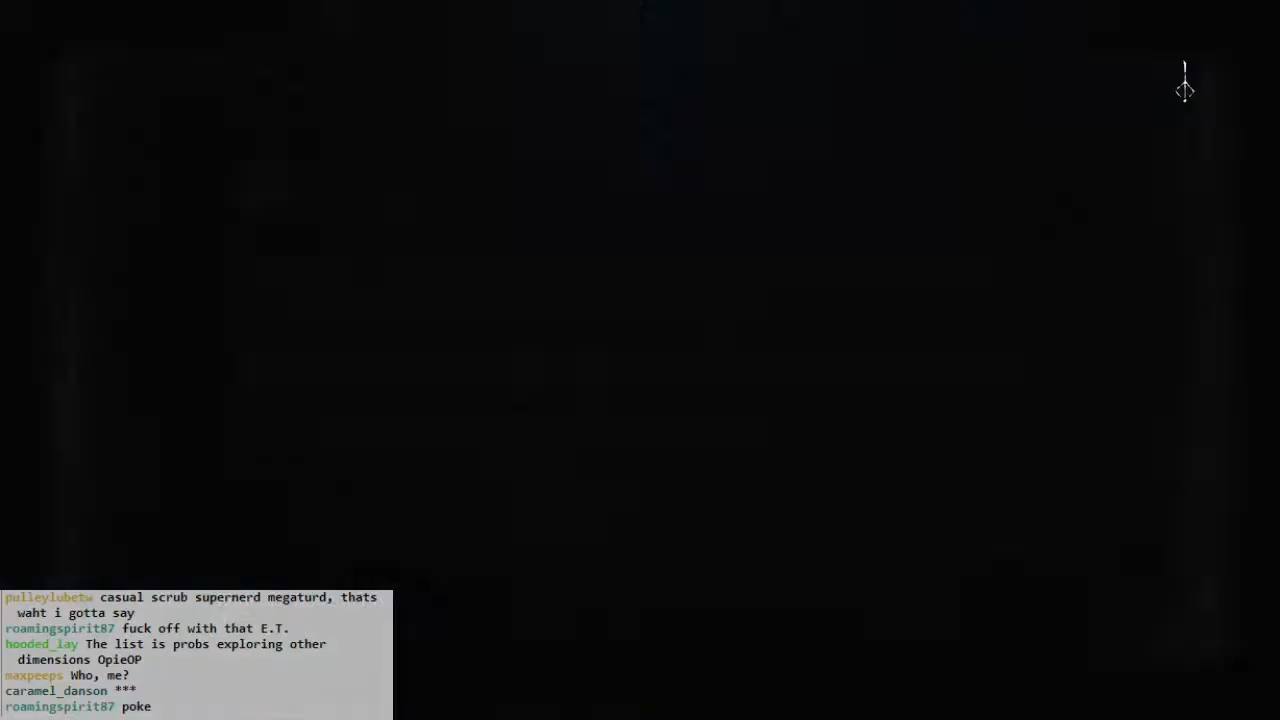 pulleylubetw casual scrub supernerd megaturd, thats
waht i gotta say
roamingspirit87 fuck off with that E.T.
hooded_lay The list is probs exploring other
dimensions OpieOP
maxpeeps Who, me?
caramel_danson ***
roamingspirit87 poke